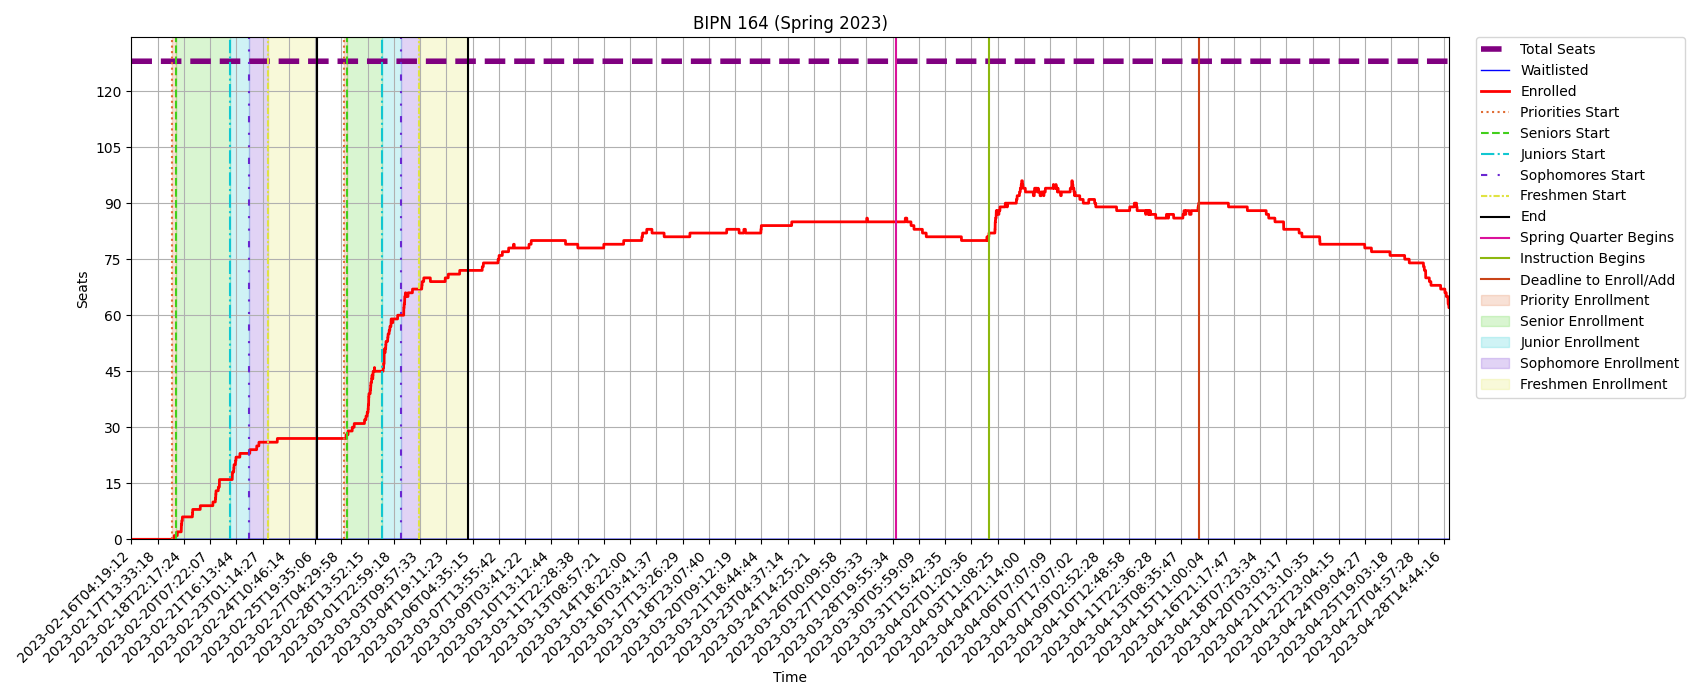 BIPN 164 (Spring 2023)
Seats
120
105
90
75
60
45
30
15
0
2023-02-16T04:19:12
2023-02-17T13:33:18
2023-02-18T22:17:24
2023-02-20T07:22:07
2023-02-21T16:13:44
2023-02-23T01:14:27
2023-02-24T10:46:14
2023-02-25T19:35:06
2023-02-27T04:29:58
2023-02-28T13:52:15
2023-03-01T22:59:18
2023-03-03T09:57:33
2023-03-04T19:11:23
2023-03-06T04:35:15
2023-03-07T13:55:42
2023-03-09T03:41:22
2023-03-10T13:12:44
2023-03-11T22:28:38
2023-03-13T08:57:21
2023-03-14T18:22:00
2023-03-16T03:41:37
2023-03-17T13:26:29
2023-03-18T23:07:40
2023-03-20T09:12:19
2023-03-21T18:44:44
2023-03-23T04:37:14
2023-03-24T14:25:21
2023-03-26T00:09:58
2023-03-27T10:05:33
2023-03-28T19:55:34
2023-03-30T05:59:09
2023-03-31T15:42:35
2023-04-02T01:20:36
2023-04-03T11:08:25
2023-04-04T21:14:00
2023-04-06T07:07:09
2023-04-07T17:07:02
2023-04-09T02:52:28
2023-04-10T12:48:58
2023-04-11T22:36:28
2023-04-13T08:35:47
2023-04-15T11:00:04
2023-04-16T21:17:47
2023-04-18T07:23:34
2023-04-20T03:03:17
2023-04-21T13:10:35
2023-04-22T23:04:15
2023-04-24T09:04:27
2023-04-25T19:03:18
2023-04-27T04:57:28
2023-04-28T14:44:16
Time
Total Seats
Waitlisted
Enrolled
Priorities Start
Seniors Start
Juniors Start
Sophomores Start
Freshmen Start
End
Spring Quarter Begins
Instruction Begins
Deadline to Enroll/Add
Priority Enrollment
Senior Enrollment
Junior Enrollment
Sophomore Enrollment
Freshmen Enrollment